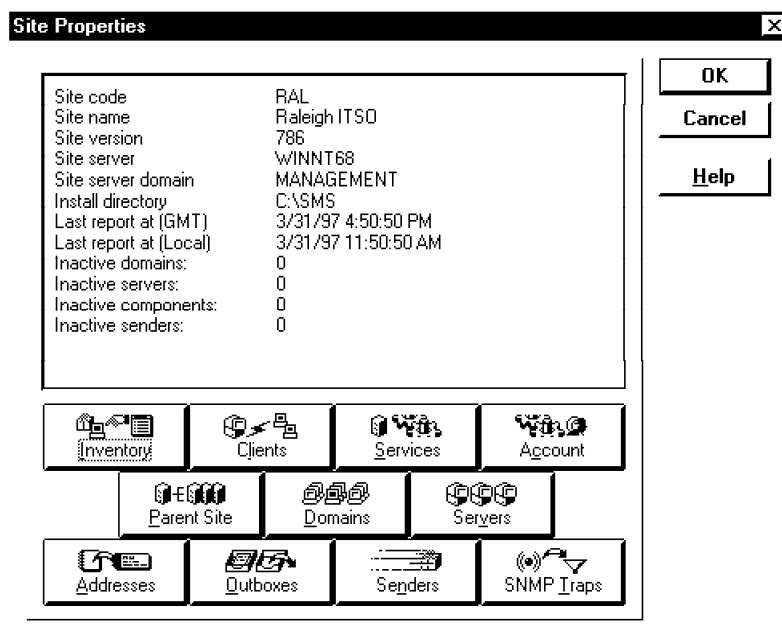 Site Properties
OK
Cancel
Help
Site code RAL
Site name Raleigh ITSO
Site version 786
Site server WINNT68
Site server domain MANAGEMENT
Install directory C:\SMS
Last report at (GMT) 3/31/97 4:50:50 PM
Last report at (Local) 3/31/97 11:50:50 AM
Inactive domains: 0
Inactive servers: 0
Inactive components: 0
Inactive senders: 0
Inventory Clients Services Account
Parent Site Domains Servers
Addresses Outboxes Senders SNMP Traps